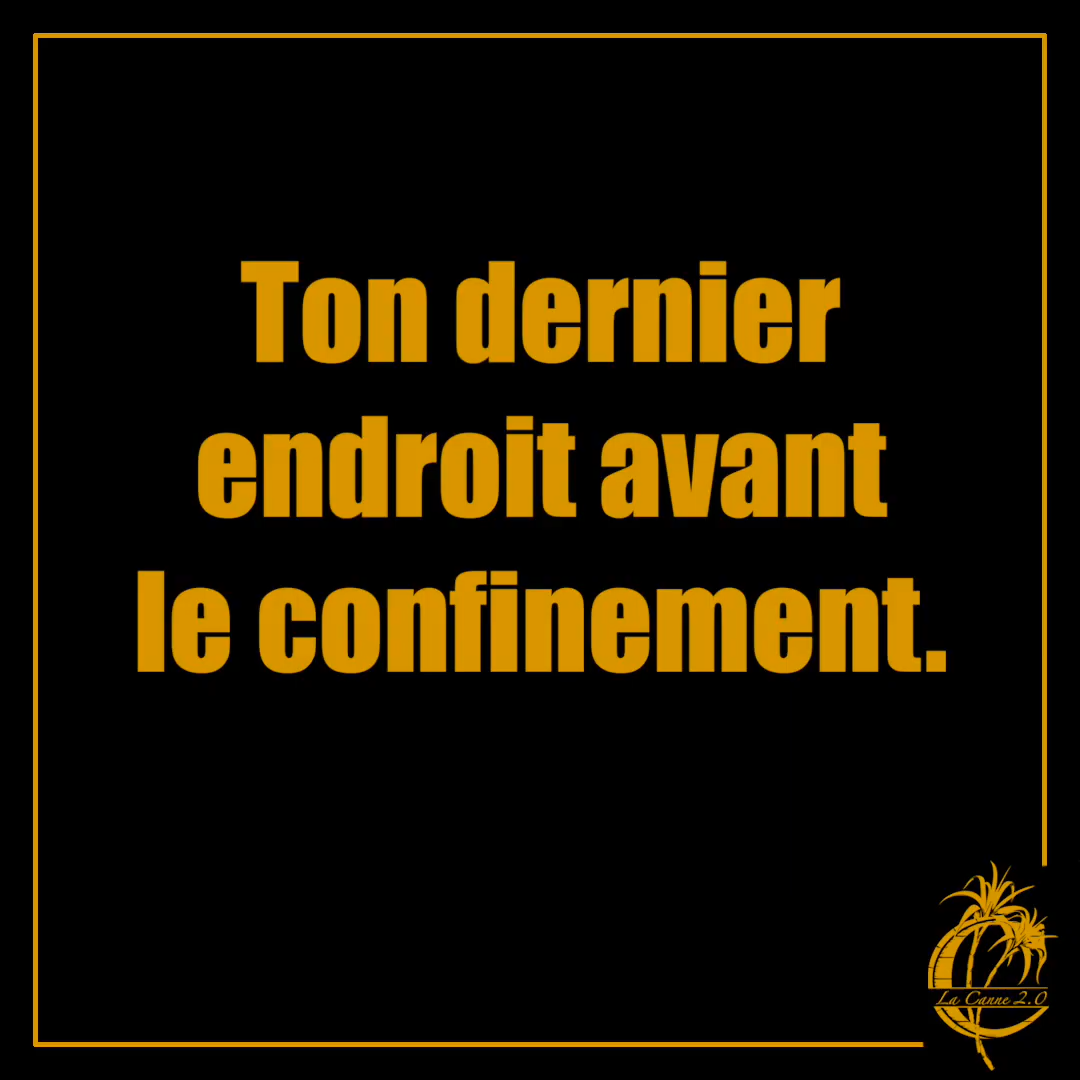 Ton dernier
endroit avant
le confinement.
La Canne 2.0